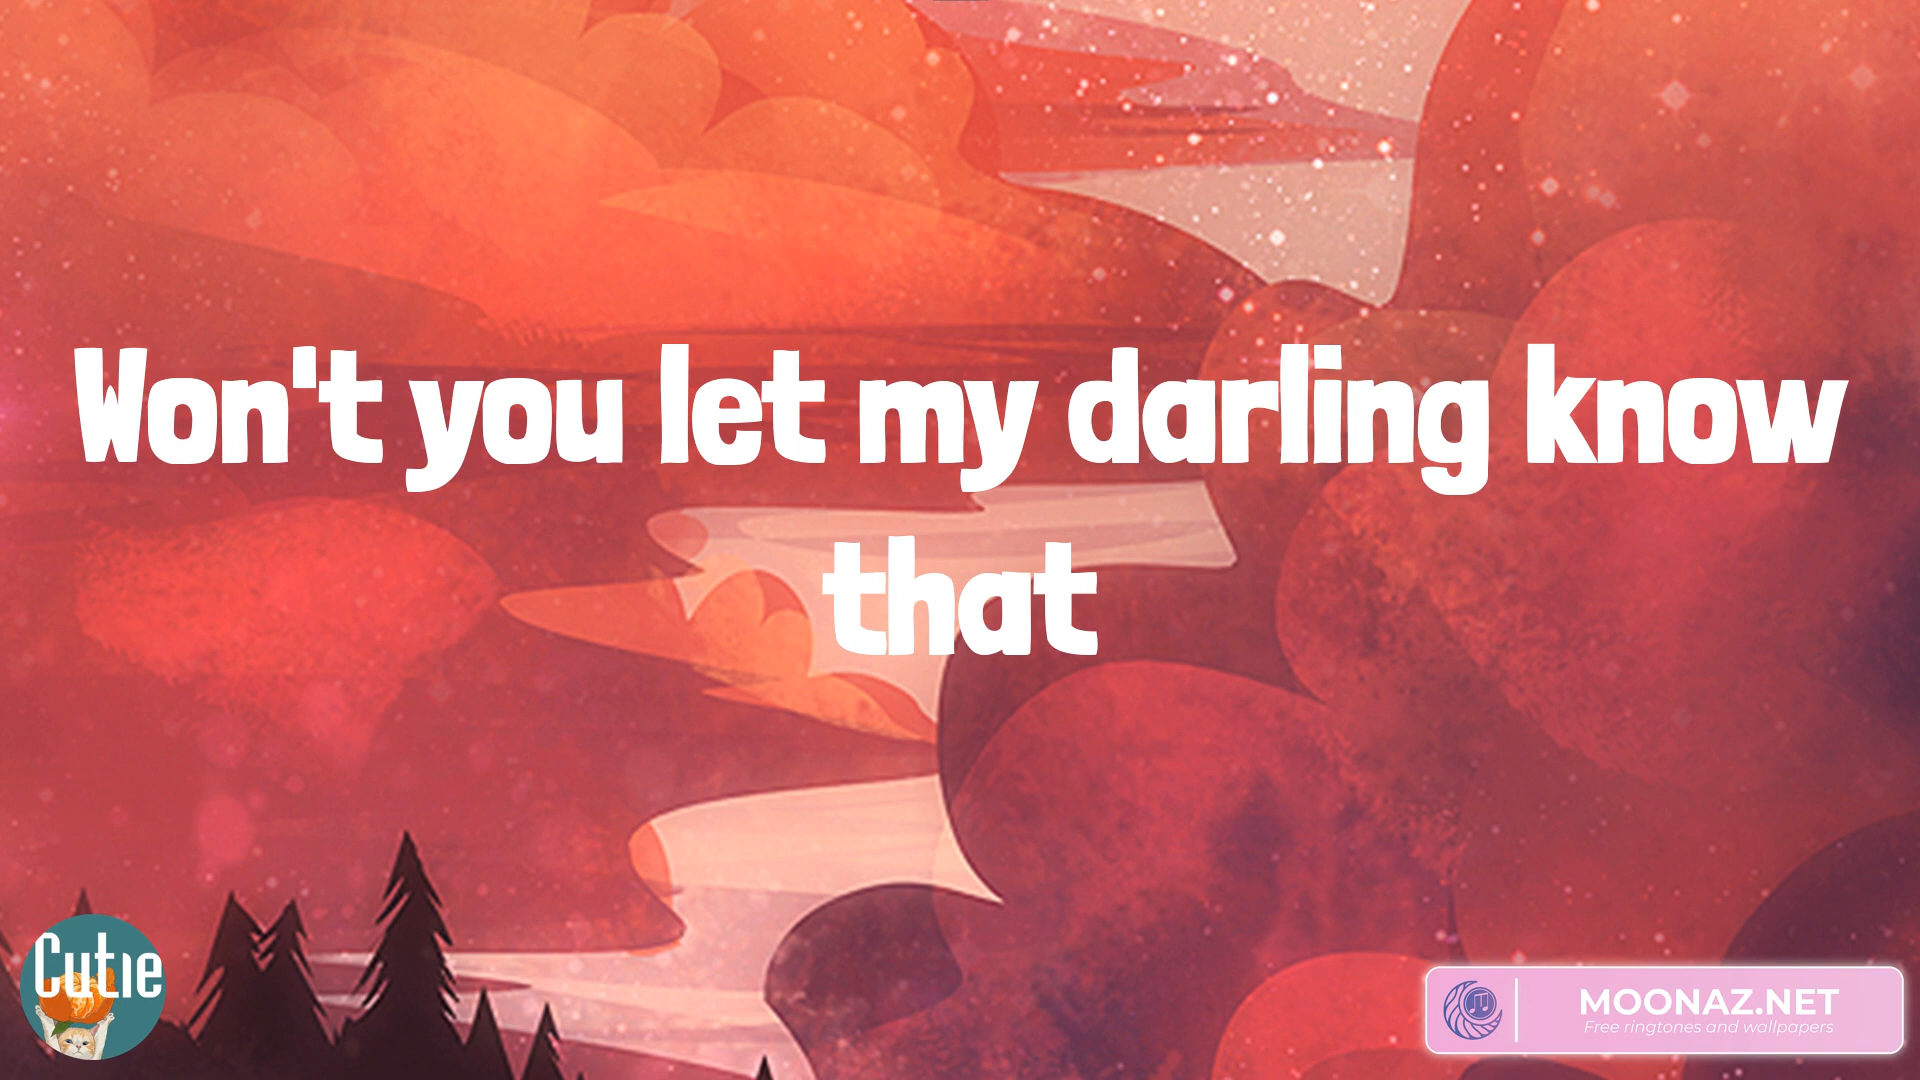 Won't you let my darling know
that
Cutie
MOONAZ.NET
Free ringtones and wallpapers